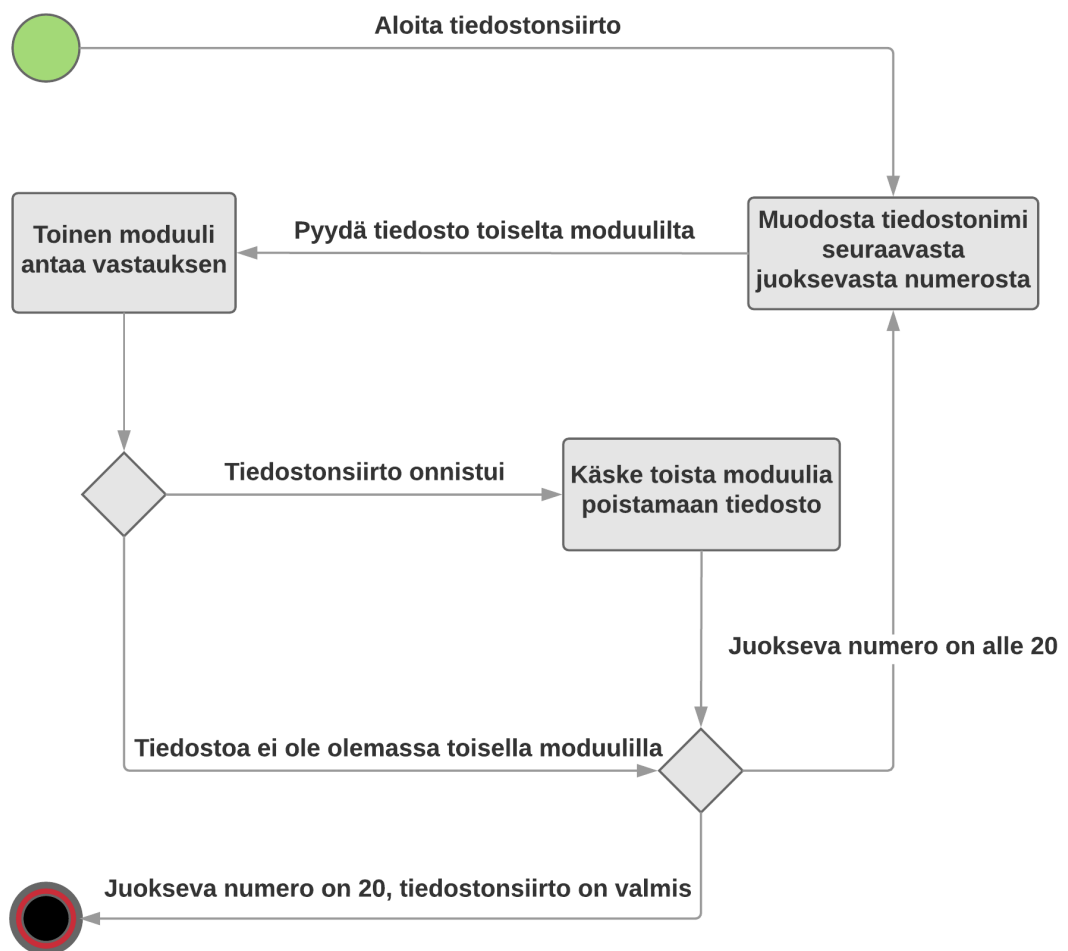 Aloita tiedostonsiirto
Muodosta tiedostonimi
seuraavasta
juoksevasta numerosta
Pyydä tiedosto toiselta moduulilta
Toinen moduuli
antaa vastauksen
Tiedostonsiirto onnistui
Käske toista moduulia
poistamaan tiedosto
Juokseva numero on alle 20
Tiedostoa ei ole olemassa toisella moduulilla
Juokseva numero on 20, tiedostonsiirto on valmis